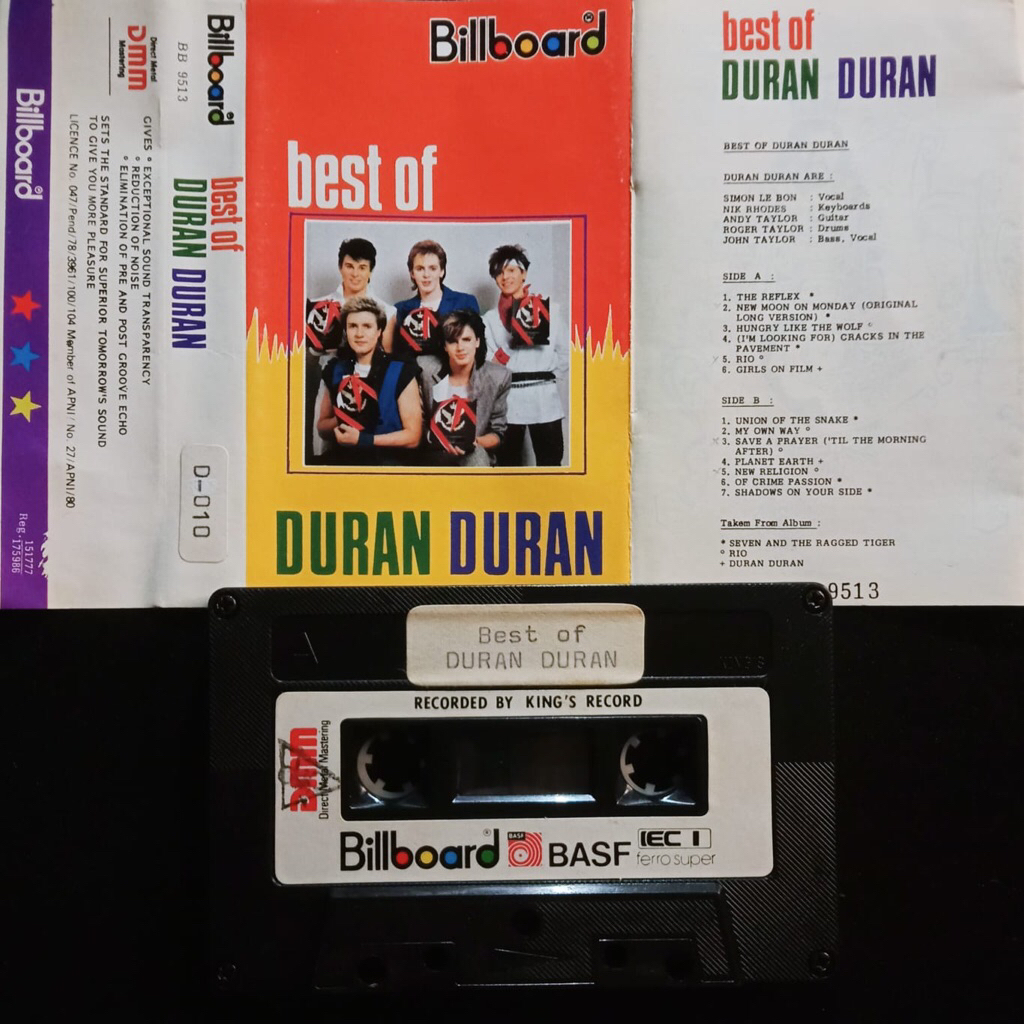 Billboard
151777
Reg.175986
Direct Metal
DMM
Mastering
GIVES ° EXCEPTIONAL SOUND TRANSPARENCY
° REDUCTION OF NOISE
° ELIMINATION OF PRE AND POST GROOVE ECHO
SETS THE STANDARD FOR SUPERIOR TOMORROW'S SOUND
TO GIVE YOU MORE PLEASURE
LICENCE No. 047/Pend/78/3961/100/104 Member of APNI / No. 27/APNI/80
Billboard
BB 9513
best of
DURAN DURAN
D-010
Billboard®
best of
DURAN DURAN
best of
DURAN DURAN
BEST OF DURAN DURAN
DURAN DURAN ARE :
SIMON LE BON : Vocal
NIK RHODES : Keyboards
ANDY TAYLOR : Guitar
ROGER TAYLOR : Drums
JOHN TAYLOR : Bass, Vocal
SIDE A :
1. THE REFLEX *
2. NEW MOON ON MONDAY (ORIGINAL
LONG VERSION) *
3. HUNGRY LIKE THE WOLF °
4. (I'M LOOKING FOR) CRACKS IN THE
PAVEMENT *
5. RIO °
6. GIRLS ON FILM +
SIDE B :
1. UNION OF THE SNAKE *
2. MY OWN WAY °
3. SAVE A PRAYER ('TIL THE MORNING
AFTER) °
4. PLANET EARTH +
5. NEW RELIGION °
6. OF CRIME PASSION *
7. SHADOWS ON YOUR SIDE *
Takem From Album :
* SEVEN AND THE RAGGED TIGER
° RIO
+ DURAN DURAN
9513
A
Best of
DURAN DURAN
RECORDED BY KING'S RECORD
DMM
Direct Metal Mastering
Billboard® BASF BASF IEC I
ferro super